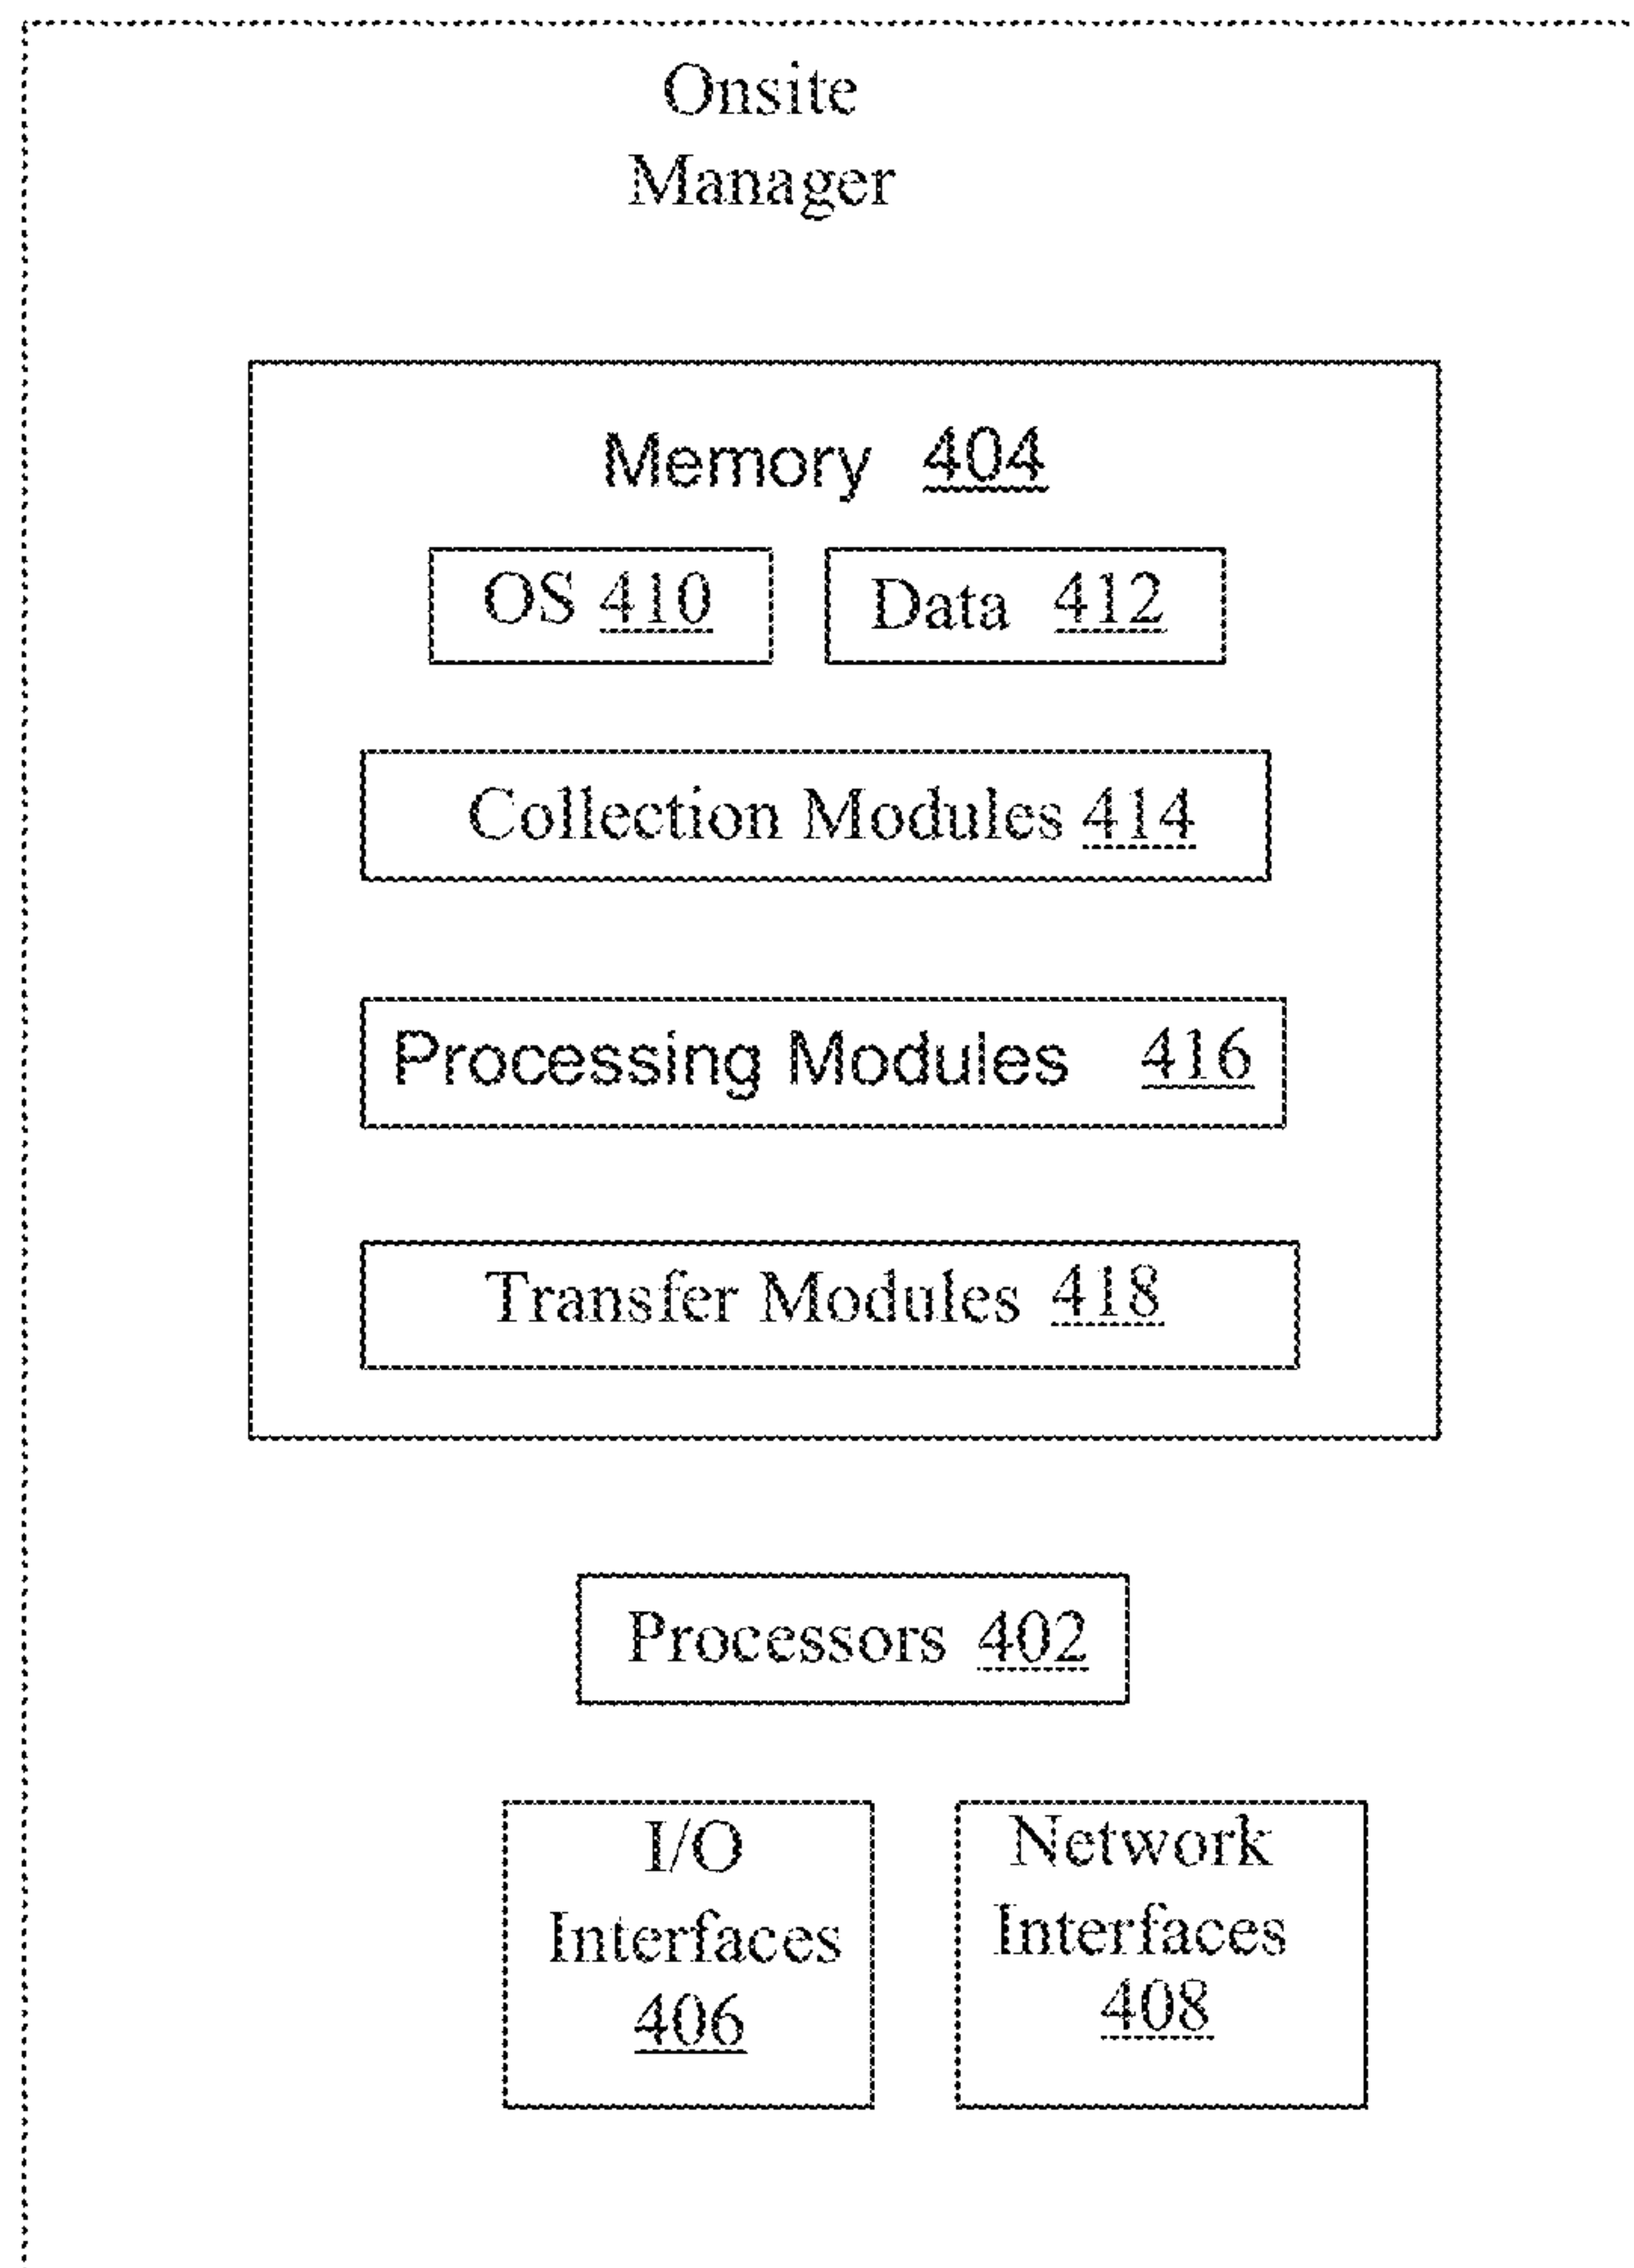 Onsite
Manager
Memory 404
OS 410 Data 412
Collection Modules 414
Processing Modules 416
Transfer Modules 418
Processors 402
I/O
Interfaces
406
Network
Interfaces
408